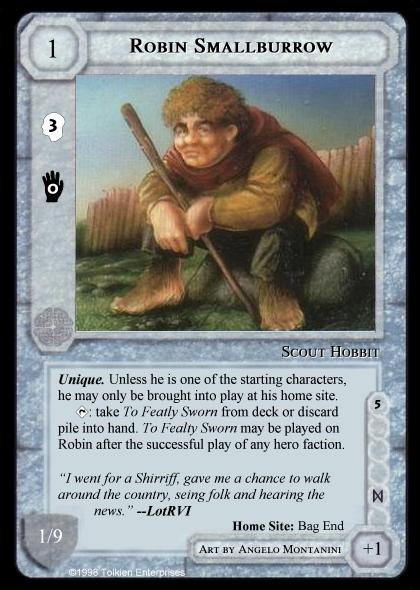 1
Robin Smallburrow
3
Scout Hobbit
Unique. Unless he is one of the starting characters,
he may only be brought into play at his home site.
: take To Featly Sworn from deck or discard
pile into hand. To Fealty Sworn may be played on
Robin after the successful play of any hero faction.
5
“I went for a Shirriff, gave me a chance to walk
around the country, seing folk and hearing the
news.” --LotRVI
Home Site: Bag End
1/9
Art by Angelo Montanini
+1
©1998 Tolkien Enterprises